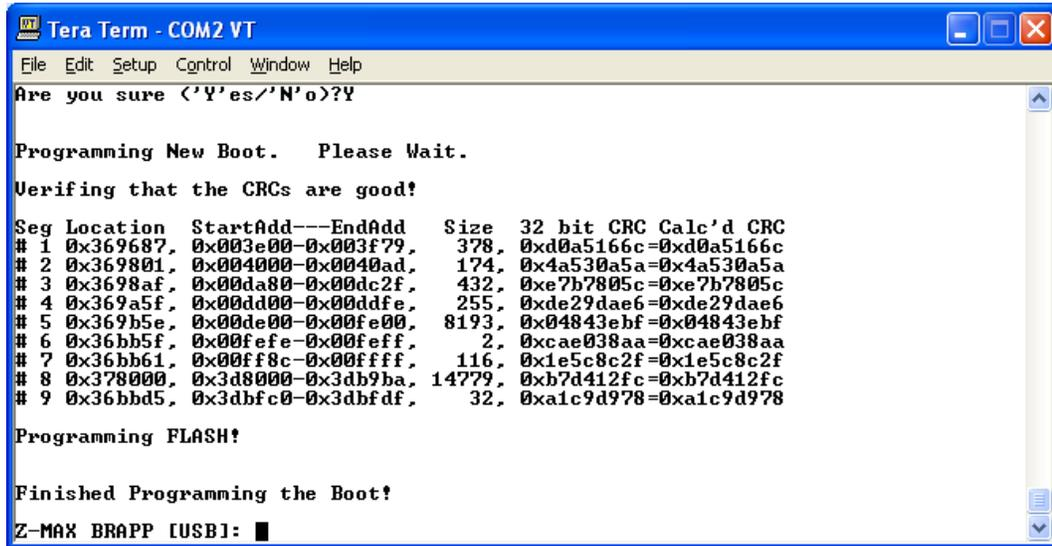 Tera Term - COM2 VT
File Edit Setup Control Window Help
Are you sure ('Y'es/'N'o)?Y
Programming New Boot. Please Wait.
Verifing that the CRCs are good!
Seg Location StartAdd---EndAdd Size 32 bit CRC Calc'd CRC
# 1 0x369687, 0x003e00-0x003f79, 378, 0xd0a5166c=0xd0a5166c
# 2 0x369801, 0x004000-0x0040ad, 174, 0x4a530a5a=0x4a530a5a
# 3 0x3698af, 0x00da80-0x00dc2f, 432, 0xe7b7805c=0xe7b7805c
# 4 0x369a5f, 0x00dd00-0x00ddfe, 255, 0xde29dae6=0xde29dae6
# 5 0x369b5e, 0x00de00-0x00fe00, 8193, 0x04843ebf=0x04843ebf
# 6 0x36bb5f, 0x00fefe-0x00feff, 2, 0xcae038aa=0xcae038aa
# 7 0x36bb61, 0x00ff8c-0x00ffff, 116, 0x1e5c8c2f=0x1e5c8c2f
# 8 0x378000, 0x3d8000-0x3db9ba, 14779, 0xb7d412fc=0xb7d412fc
# 9 0x36bbd5, 0x3dbfc0-0x3dbfdf, 32, 0xa1c9d978=0xa1c9d978
Programming FLASH!
Finished Programming the Boot!
Z-MAX BRAPP [USB]: